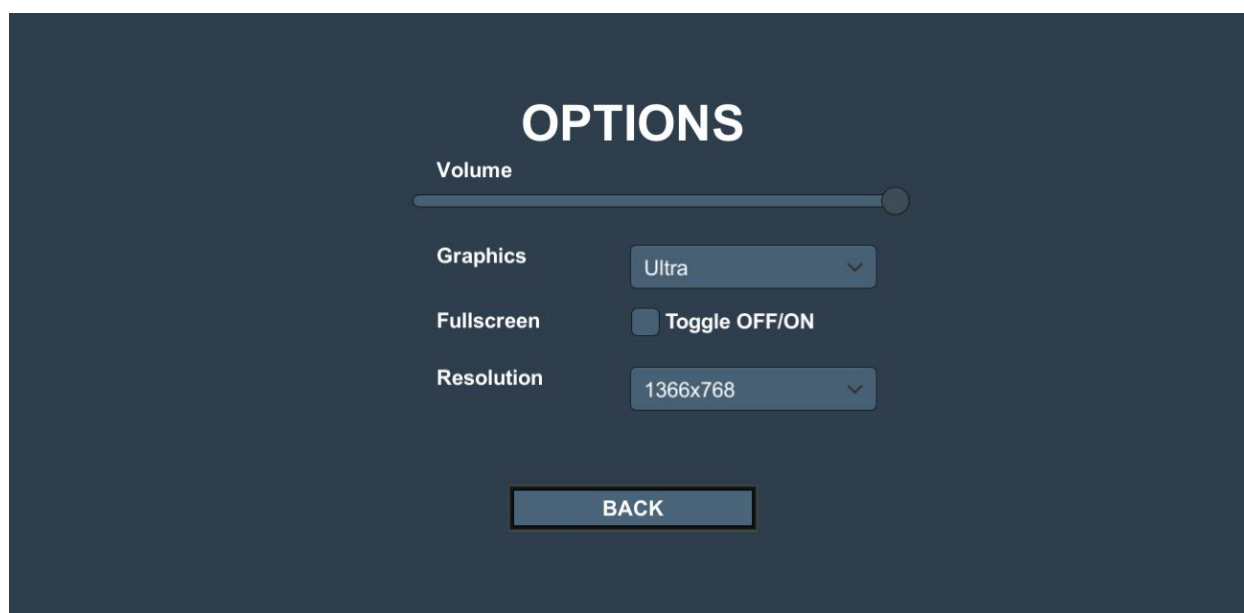 OPTIONS
Volume
Graphics
Ultra
Fullscreen
Toggle OFF/ON
Resolution
1366x768
BACK